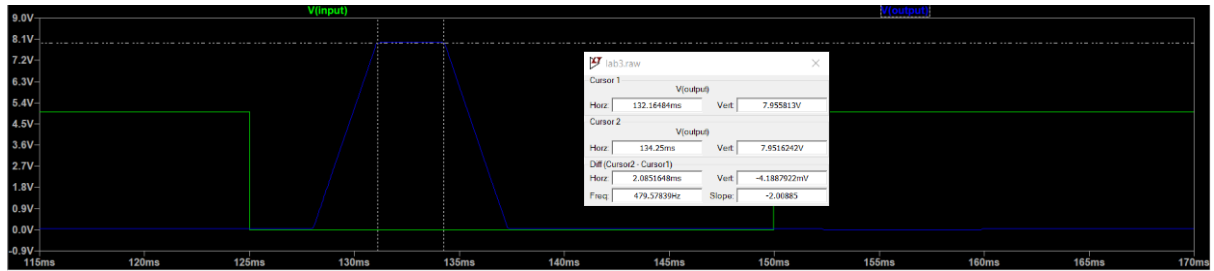 V(input) V(output)
9.0V
8.1V
7.2V
6.3V
5.4V
4.5V
3.6V
2.7V
1.8V
0.9V
0.0V
-0.9V
115ms 120ms 125ms 130ms 135ms 140ms 145ms 150ms 155ms 160ms 165ms 170ms
lab3.raw
Cursor 1
V(output)
Horz: 132.16484ms Vert: 7.955813V
Cursor 2
V(output)
Horz: 134.25ms Vert: 7.9516242V
Diff (Cursor2 - Cursor1)
Horz: 2.0851648ms Vert: -4.1887922mV
Freq: 479.57839Hz Slope: -2.00885